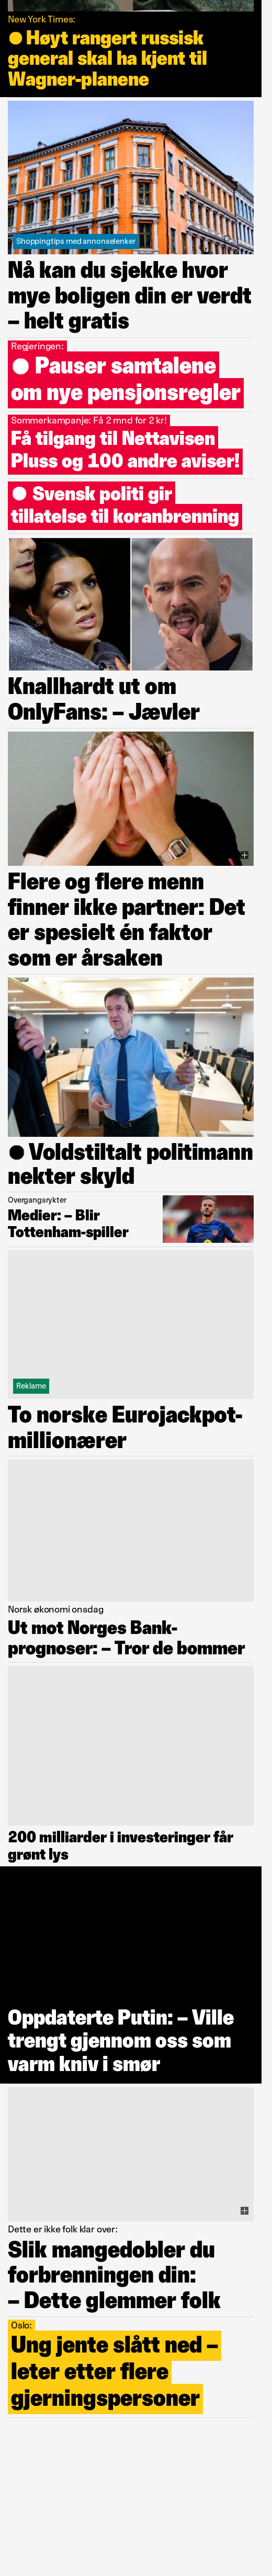 New York Times:
Høyt rangert russisk
general skal ha kjent til
Wagner-planene
Shoppingtips med annonselenker
Nå kan du sjekke hvor
mye boligen din er verdt
– helt gratis
Regjeringen:
Pauser samtalene
om nye pensjonsregler
Sommerkampanje: Få 2 mnd for 2 kr!
Få tilgang til Nettavisen
Pluss og 100 andre aviser!
Svensk politi gir
tillatelse til koranbrenning
Knallhardt ut om
OnlyFans: – Jævler
Flere og flere menn
finner ikke partner: Det
er spesielt én faktor
som er årsaken
Voldstiltalt politimann
nekter skyld
Overgangsrykter
Medier: – Blir
Tottenham-spiller
Reklame
To norske Eurojackpot-
millionærer
Norsk økonomi onsdag
Ut mot Norges Bank-
prognoser: – Tror de bommer
200 milliarder i investeringer får
grønt lys
Oppdaterte Putin: – Ville
trengt gjennom oss som
varm kniv i smør
Dette er ikke folk klar over:
Slik mangedobler du
forbrenningen din:
– Dette glemmer folk
Oslo:
Ung jente slått ned –
leter etter flere
gjerningspersoner